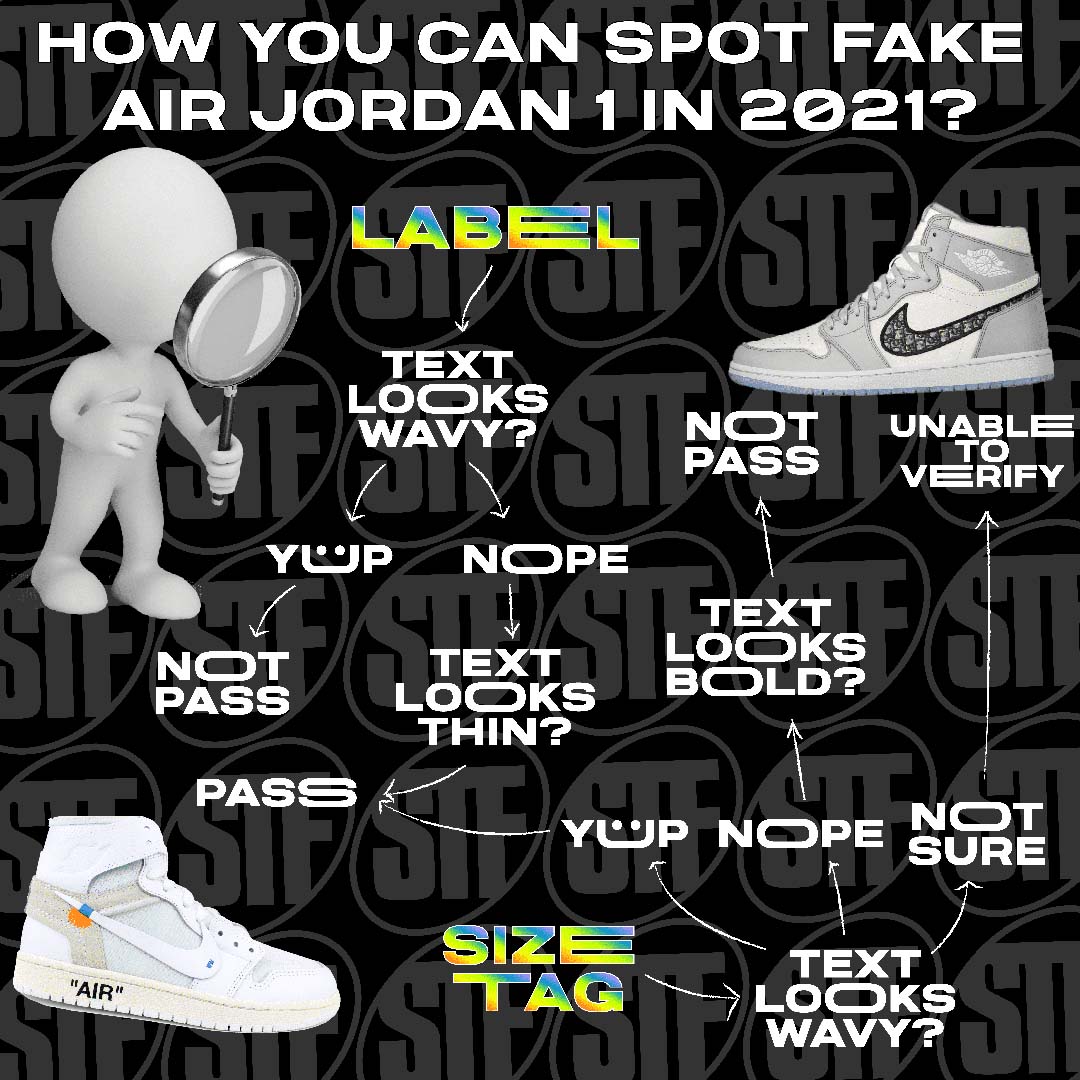 HOW YOU CAN SPOT FAKE
AIR JORDAN 1 IN 2021?
LABEL
TEXT
LOOKS
WAVY?
YUP
NOPE
NOT
PASS
TEXT
LOOKS
THIN?
PASS
NOT
PASS
UNABLE
TO
VERIFY
TEXT
LOOKS
BOLD?
YUP
NOPE
NOT
SURE
SIZE
TAG
TEXT
LOOKS
WAVY?
"AIR"
STF